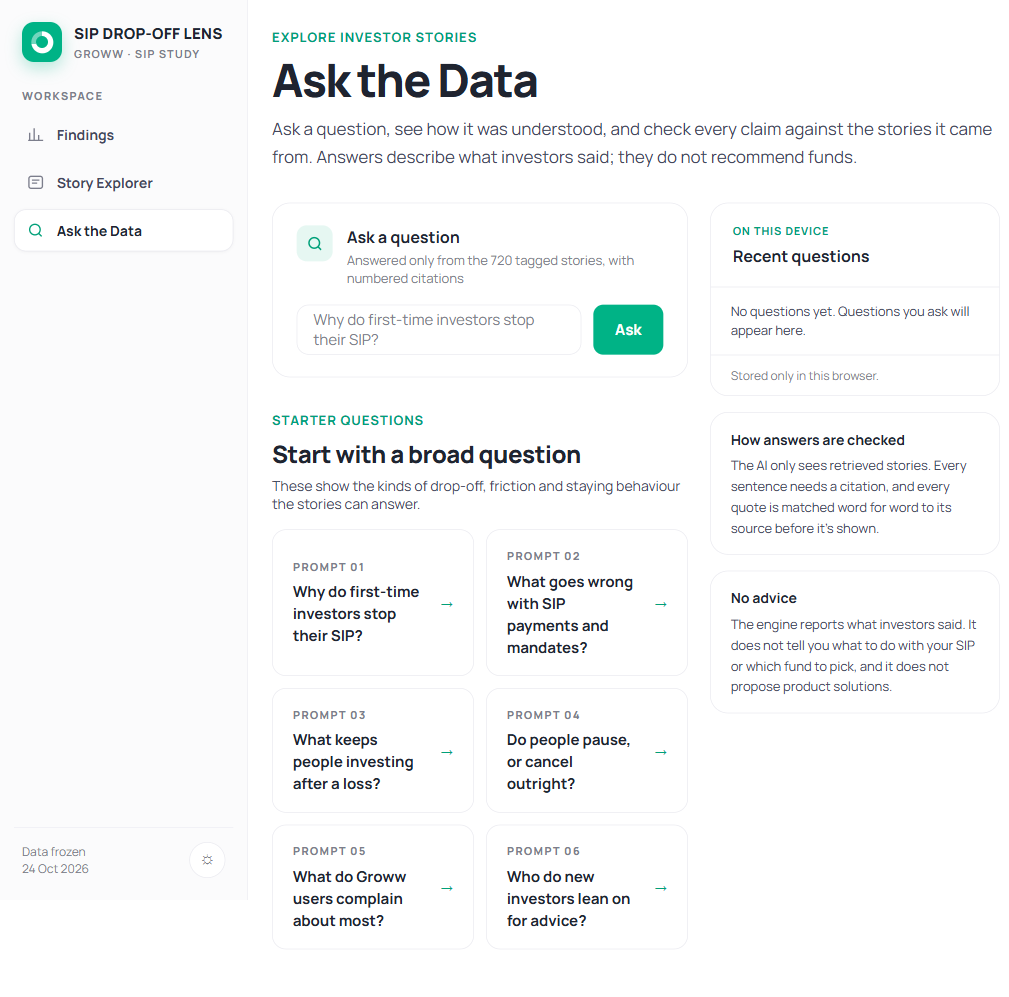 SIP DROP-OFF LENS
GROWW · SIP STUDY
WORKSPACE
Findings
Story Explorer
Ask the Data
Data frozen
24 Oct 2026
EXPLORE INVESTOR STORIES
Ask the Data
Ask a question, see how it was understood, and check every claim against the stories it came
from. Answers describe what investors said; they do not recommend funds.
Ask a question
Answered only from the 720 tagged stories, with
numbered citations
Why do first-time investors stop
their SIP?
Ask
STARTER QUESTIONS
Start with a broad question
These show the kinds of drop-off, friction and staying behaviour
the stories can answer.
PROMPT 01
Why do first-time
investors stop
their SIP?
→
PROMPT 02
What goes wrong
with SIP
payments and
mandates?
→
PROMPT 03
What keeps
people investing
after a loss?
→
PROMPT 04
Do people pause,
or cancel
outright?
→
PROMPT 05
What do Groww
users complain
about most?
→
PROMPT 06
Who do new
investors lean on
for advice?
→
ON THIS DEVICE
Recent questions
No questions yet. Questions you ask will
appear here.
Stored only in this browser.
How answers are checked
The AI only sees retrieved stories. Every
sentence needs a citation, and every
quote is matched word for word to its
source before it's shown.
No advice
The engine reports what investors said. It
does not tell you what to do with your SIP
or which fund to pick, and it does not
propose product solutions.